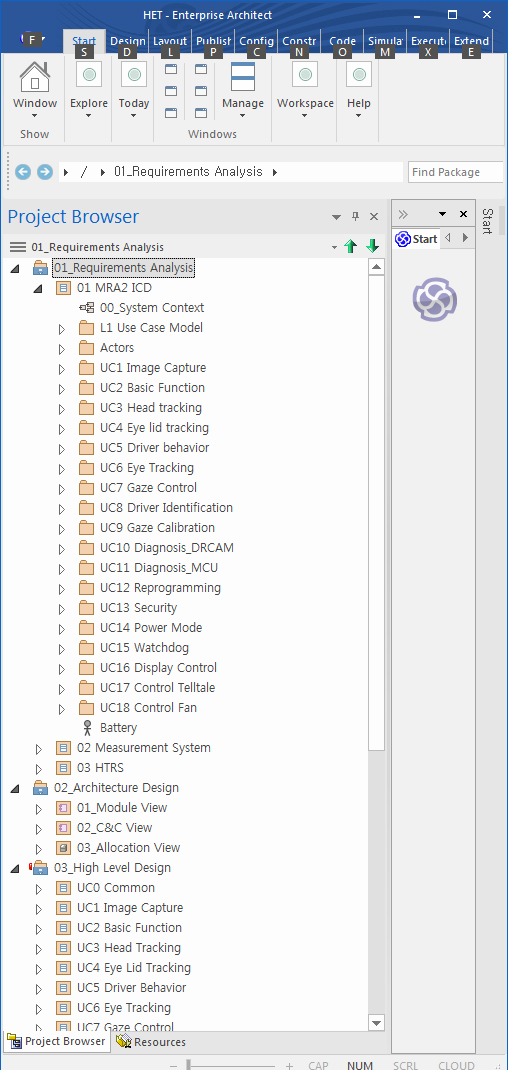 HET - Enterprise Architect
F
Start Design Layout Publish Config Constr Code Simulat Execute Extend
S D L P C N O M X E
Window Explore Today Manage Workspace Help
Show Windows
/ 01_Requirements Analysis Find Package
Project Browser
01_Requirements Analysis
01_Requirements Analysis
01 MRA2 ICD
00_System Context
L1 Use Case Model
Actors
UC1 Image Capture
UC2 Basic Function
UC3 Head tracking
UC4 Eye lid tracking
UC5 Driver behavior
UC6 Eye Tracking
UC7 Gaze Control
UC8 Driver Identification
UC9 Gaze Calibration
UC10 Diagnosis_DRCAM
UC11 Diagnosis_MCU
UC12 Reprogramming
UC13 Security
UC14 Power Mode
UC15 Watchdog
UC16 Display Control
UC17 Control Telltale
UC18 Control Fan
Battery
02 Measurement System
03 HTRS
02_Architecture Design
01_Module View
02_C&C View
03_Allocation View
03_High Level Design
UC0 Common
UC1 Image Capture
UC2 Basic Function
UC3 Head Tracking
UC4 Eye Lid Tracking
UC5 Driver Behavior
UC6 Eye Tracking
UC7 Gaze Control
Project Browser Resources
Start
Start
CAP NUM SCRL CLOUD